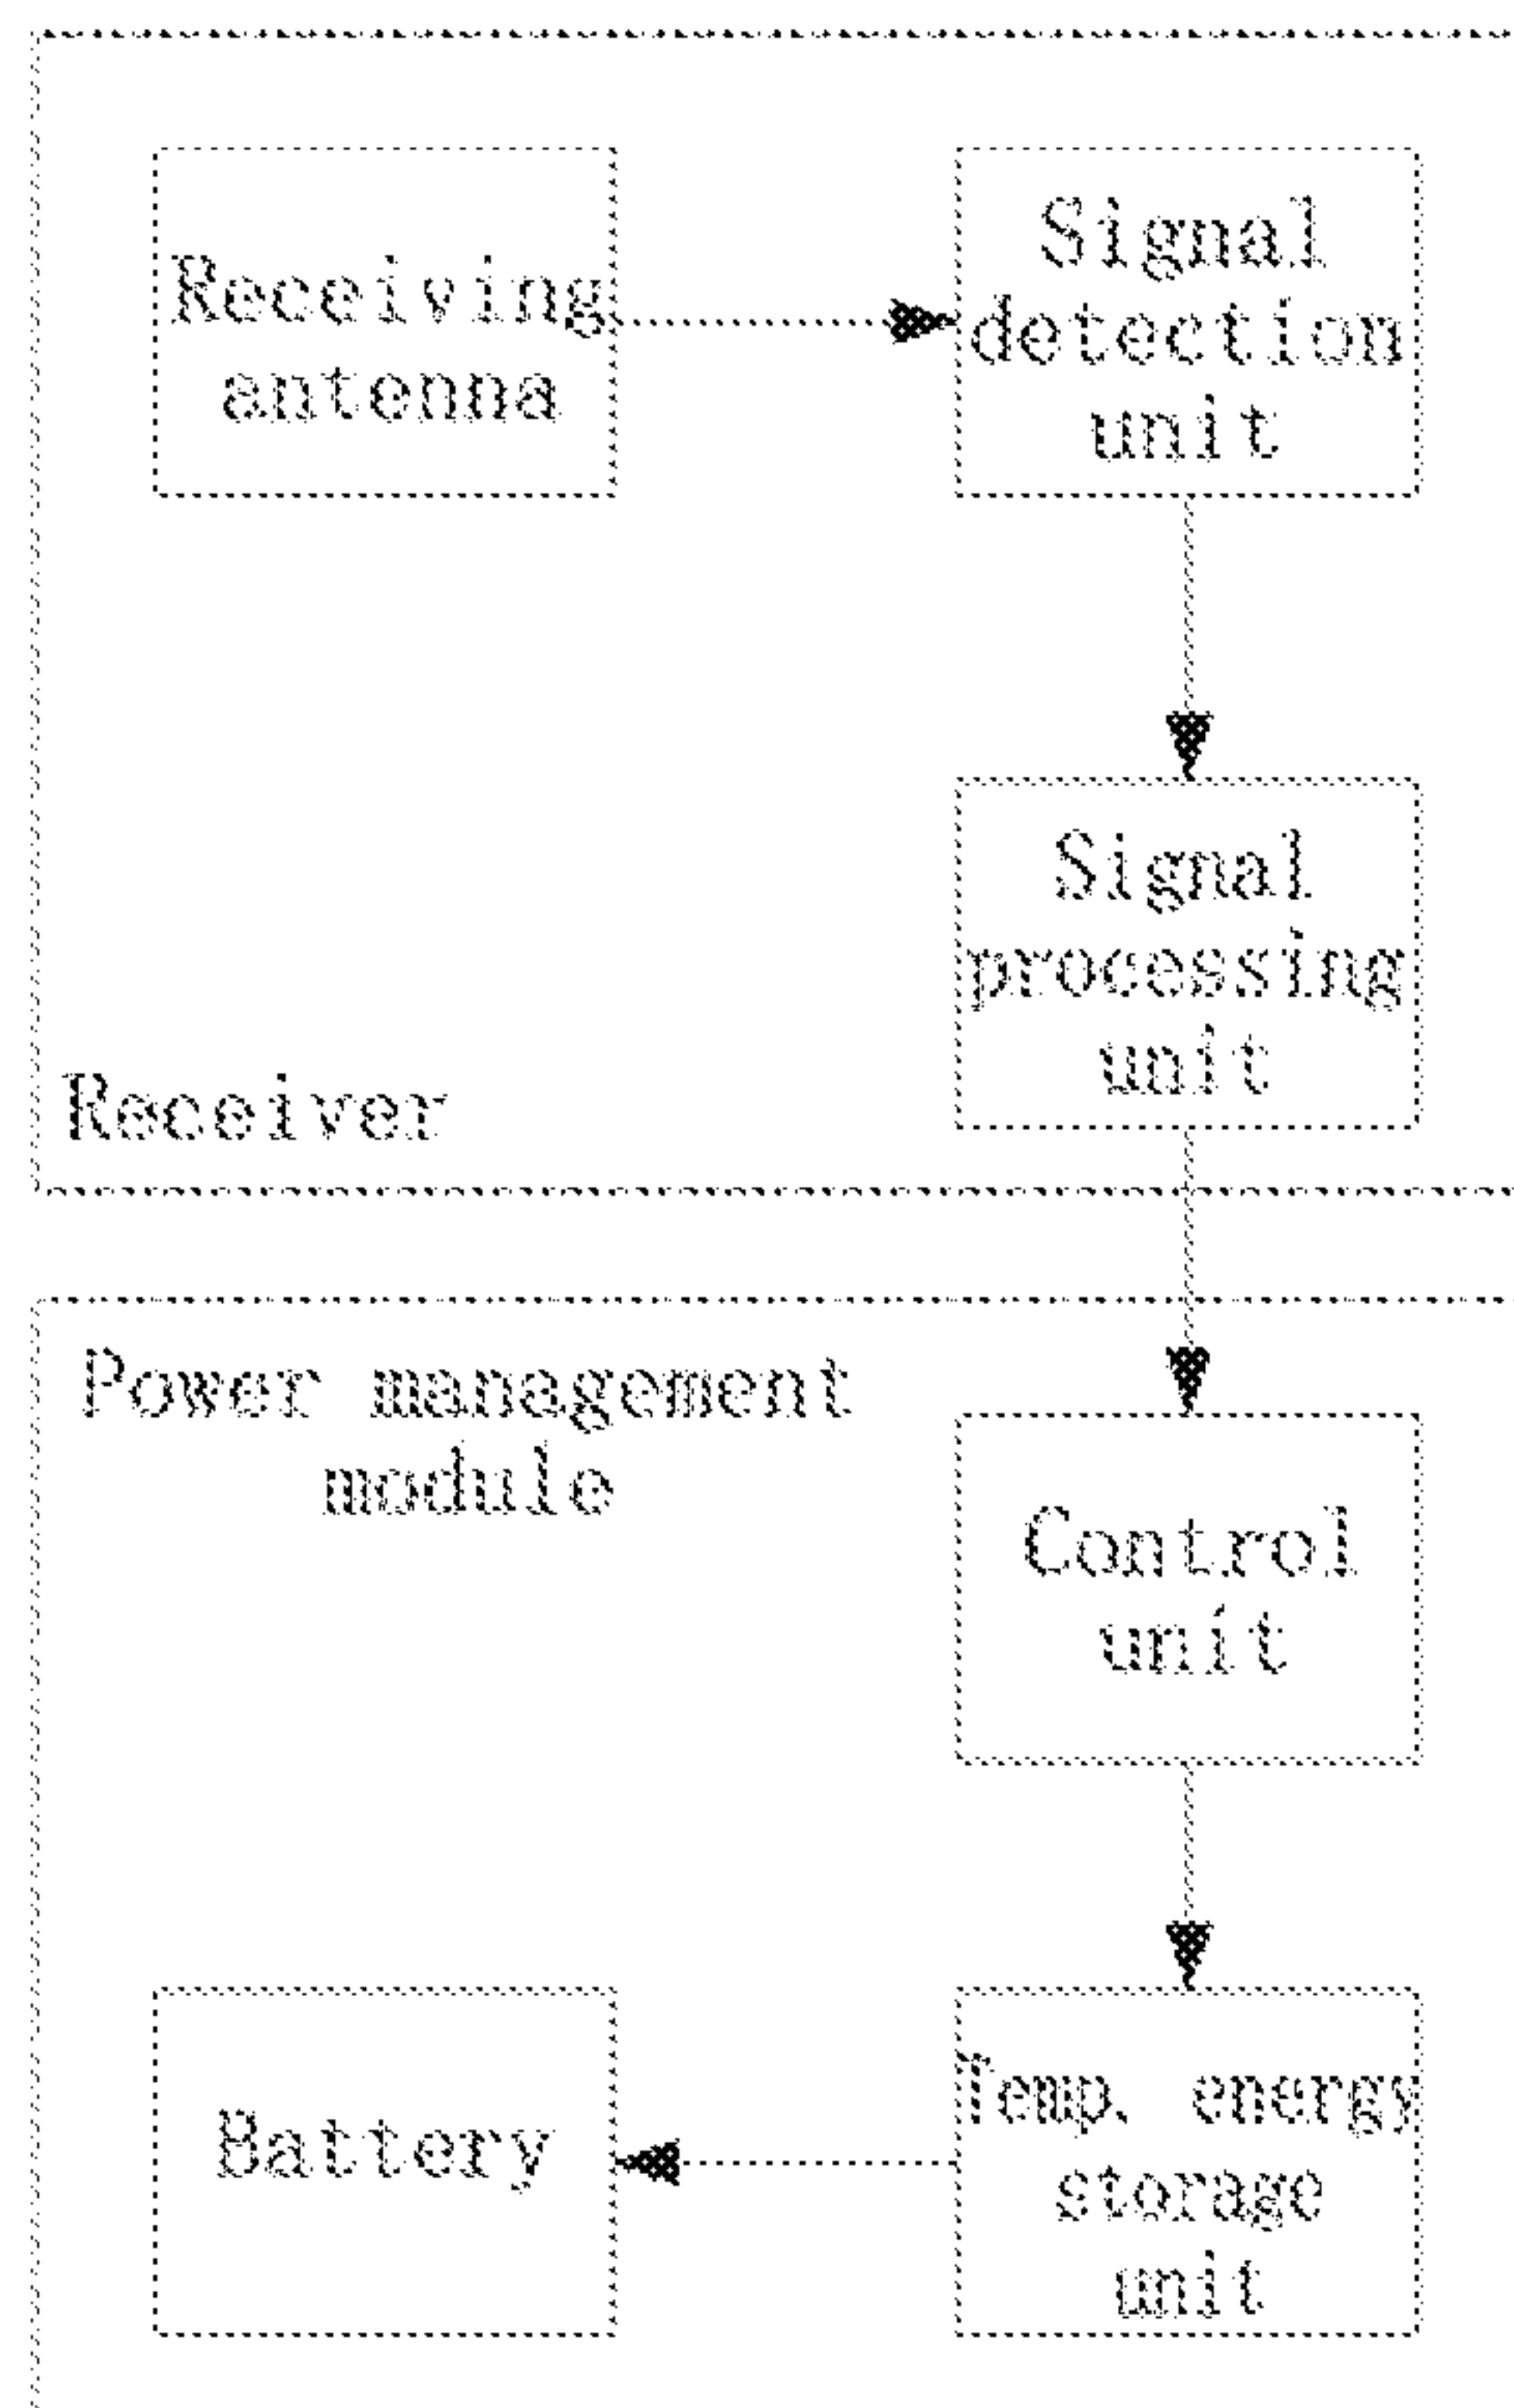 Receiving
antenna
Signal
detection
unit
Signal
processing
unit
Receiver
Power management
module
Control
unit
Battery
Temp. energy
storage
unit